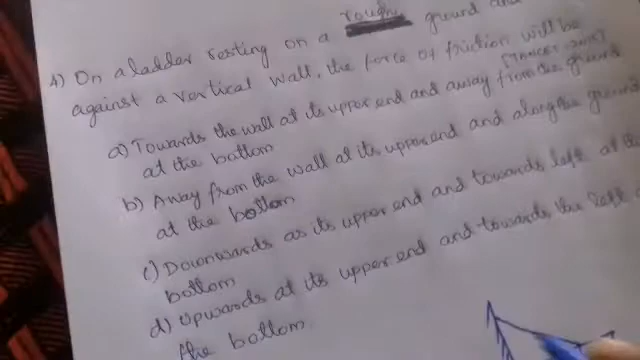 4) On a ladder resting on a rough ground and
against a vertical wall, the force of friction will be
a) Towards the wall at its upper end and away from the ground
at the bottom
b) Away from the wall at its upper end and along the ground
at the bottom
c) Downwards as its upper end and towards left at the
bottom
d) Upwards at its upper end and towards the left
the bottom